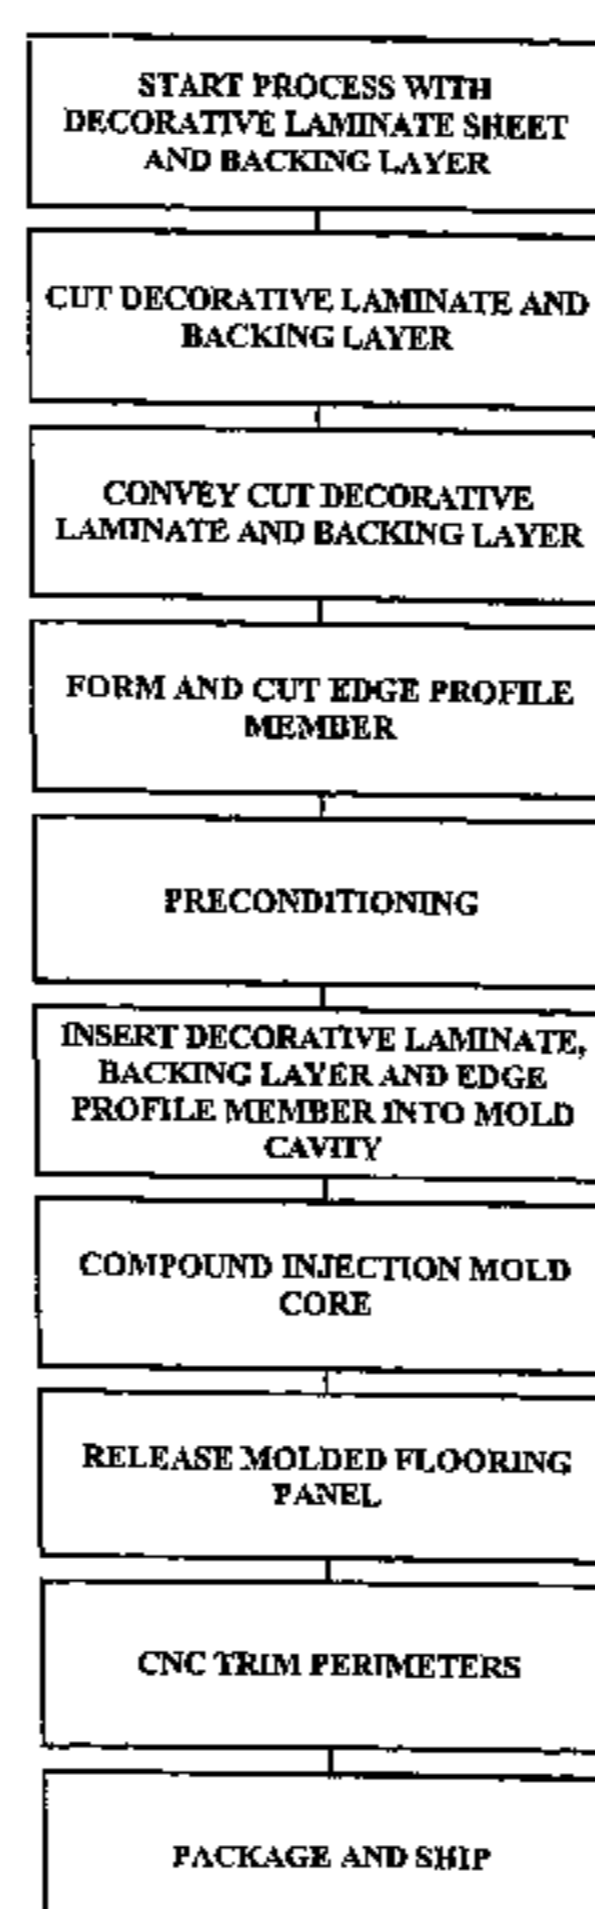 START PROCESS WITH
DECORATIVE LAMINATE SHEET
AND BACKING LAYER
CUT DECORATIVE LAMINATE AND
BACKING LAYER
CONVEY CUT DECORATIVE
LAMINATE AND BACKING LAYER
FORM AND CUT EDGE PROFILE
MEMBER
PRECONDITIONING
INSERT DECORATIVE LAMINATE,
BACKING LAYER AND EDGE
PROFILE MEMBER INTO MOLD
CAVITY
COMPOUND INJECTION MOLD
CORE
RELEASE MOLDED FLOORING
PANEL
CNC TRIM PERIMETERS
PACKAGE AND SHIP